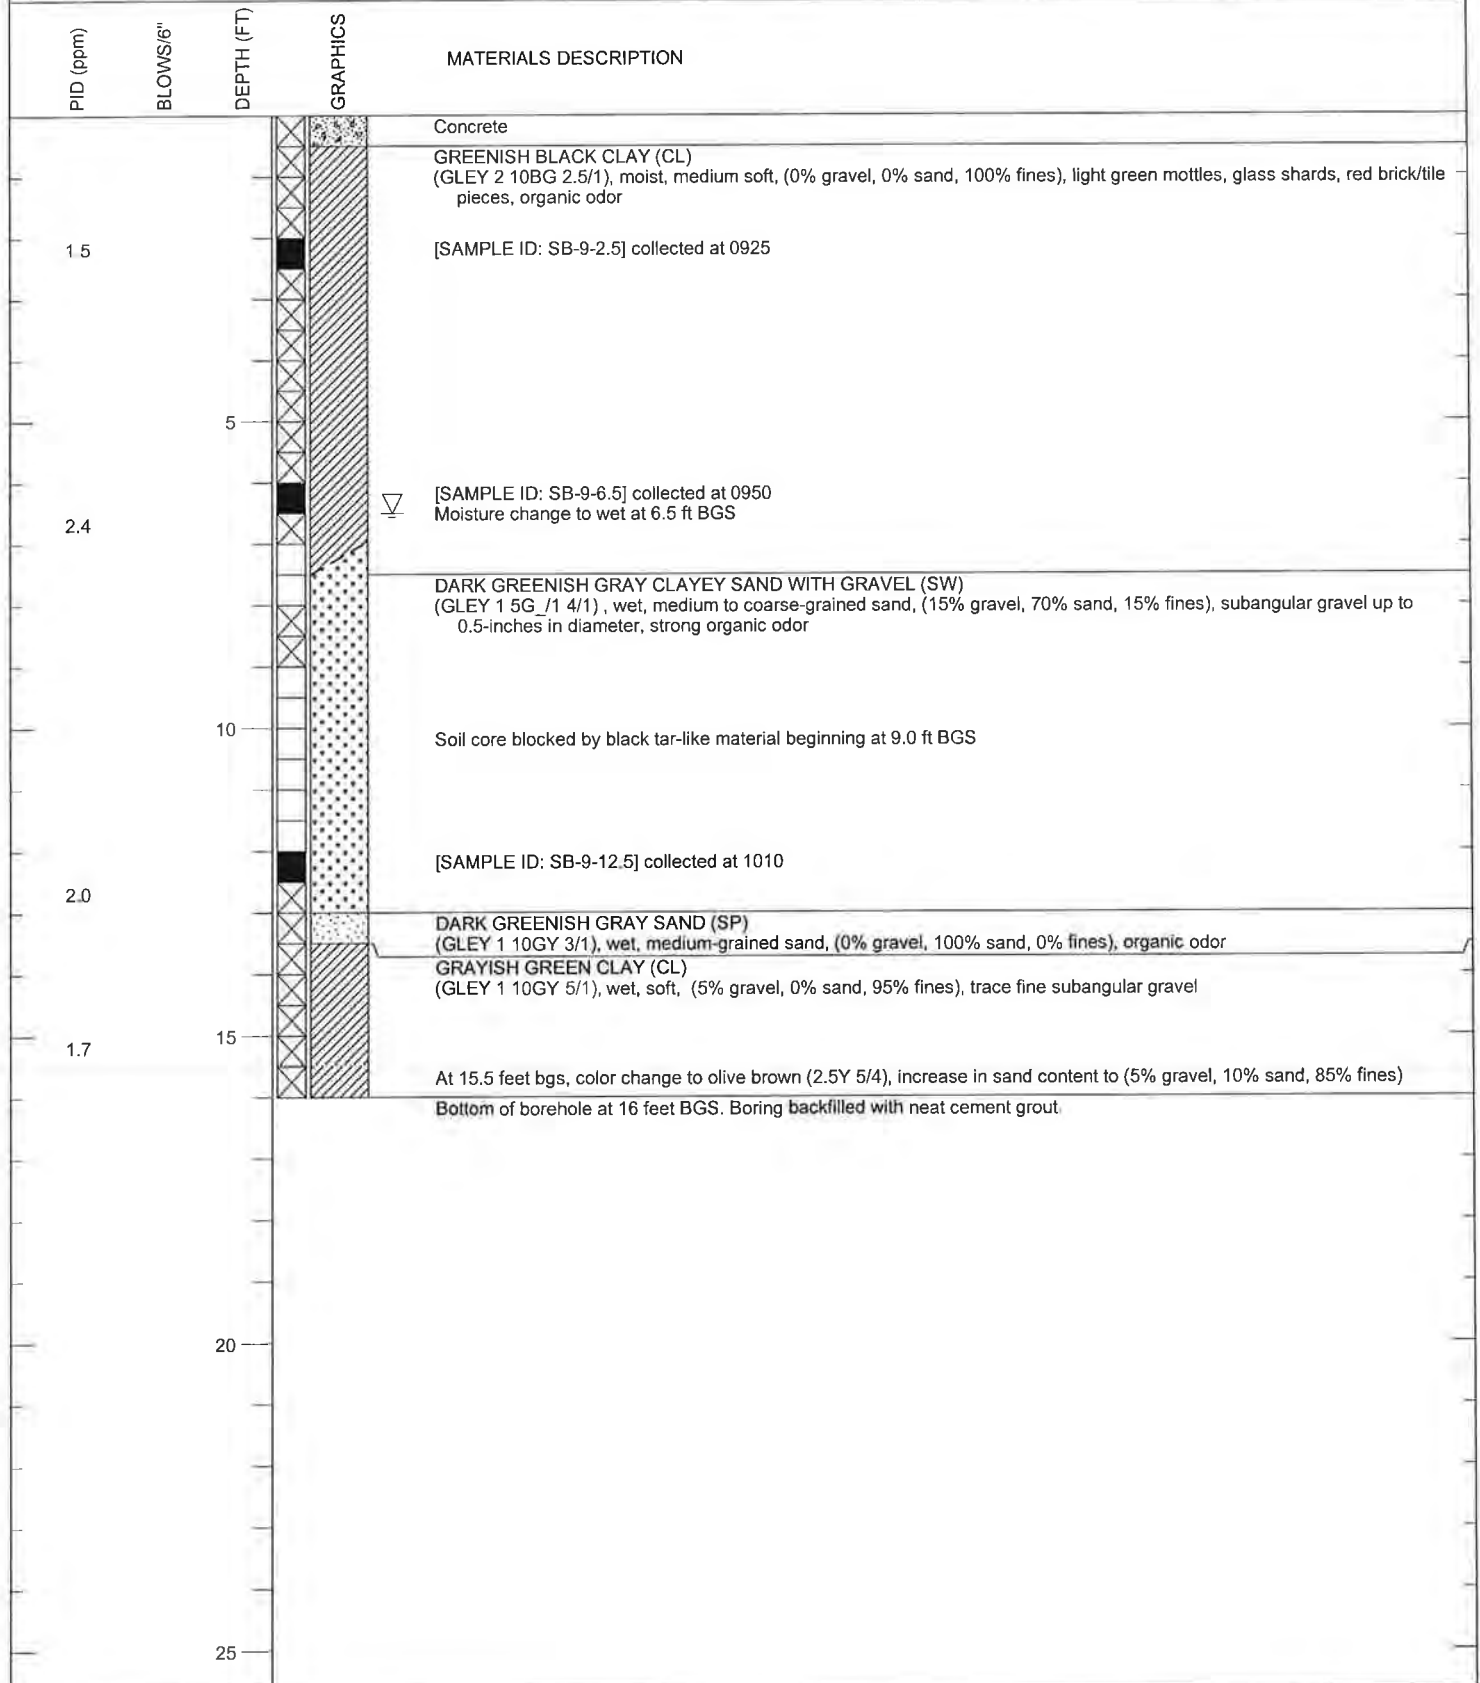 PID (ppm)
BLOWS/6"
DEPTH (FT)
GRAPHICS
MATERIALS DESCRIPTION
Concrete
GREENISH BLACK CLAY (CL)
(GLEY 2 10BG 2.5/1), moist, medium soft, (0% gravel, 0% sand, 100% fines), light green mottles, glass shards, red brick/tile
pieces, organic odor
1.5
[SAMPLE ID: SB-9-2.5] collected at 0925
5
[SAMPLE ID: SB-9-6.5] collected at 0950
Moisture change to wet at 6.5 ft BGS
2.4
DARK GREENISH GRAY CLAYEY SAND WITH GRAVEL (SW)
(GLEY 1 5G_/1 4/1) , wet, medium to coarse-grained sand, (15% gravel, 70% sand, 15% fines), subangular gravel up to
0.5-inches in diameter, strong organic odor
10
Soil core blocked by black tar-like material beginning at 9.0 ft BGS
[SAMPLE ID: SB-9-12.5] collected at 1010
2.0
DARK GREENISH GRAY SAND (SP)
(GLEY 1 10GY 3/1), wet, medium-grained sand, (0% gravel, 100% sand, 0% fines), organic odor
GRAYISH GREEN CLAY (CL)
(GLEY 1 10GY 5/1), wet, soft, (5% gravel, 0% sand, 95% fines), trace fine subangular gravel
15
1.7
At 15.5 feet bgs, color change to olive brown (2.5Y 5/4), increase in sand content to (5% gravel, 10% sand, 85% fines)
Bottom of borehole at 16 feet BGS. Boring backfilled with neat cement grout.
20
25